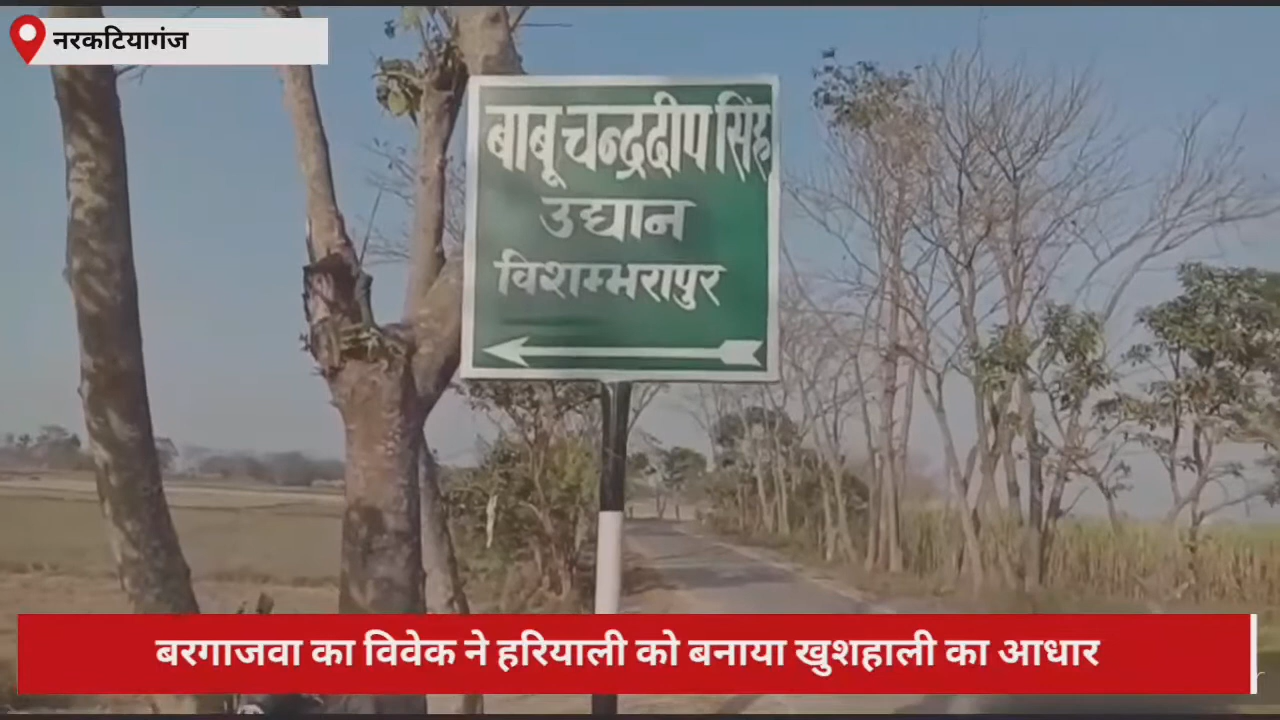 नरकटियागंज
बाबू चन्द्रदीप सिंह
उद्यान
विशम्भरापुर
बरगाजवा का विवेक ने हरियाली को बनाया खुशहाली का आधार